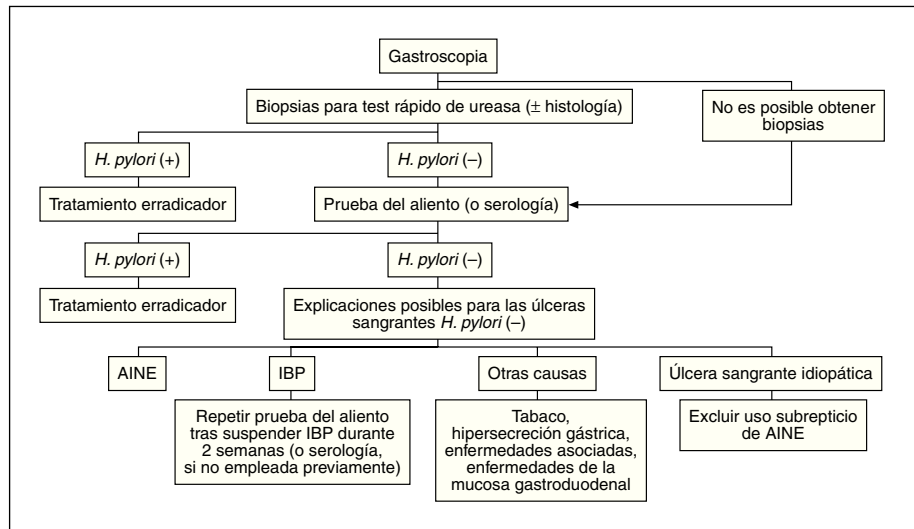 Gastroscopia
Biopsias para test rápido de ureasa (± histología)
No es posible obtener
biopsias
H. pylori (+)
H. pylori (–)
Tratamiento erradicador
Prueba del aliento (o serología)
H. pylori (+)
H. pylori (–)
Tratamiento erradicador
Explicaciones posibles para las úlceras
sangrantes H. pylori (–)
AINE
IBP
Otras causas
Úlcera sangrante idiopática
Repetir prueba del aliento
tras suspender IBP durante
2 semanas (o serología,
si no empleada previamente)
Tabaco,
hipersecreción gástrica,
enfermedades asociadas,
enfermedades de la
mucosa gastroduodenal
Excluir uso subrepticio
de AINE